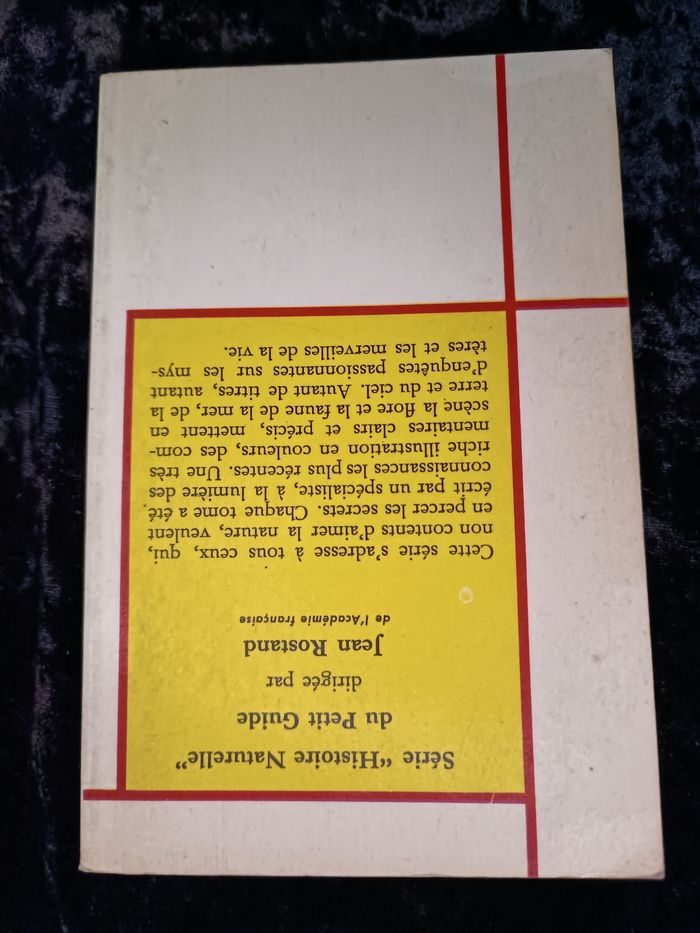 Série “Histoire Naturelle”
du Petit Guide
dirigée par
Jean Rostand
de l'Académie française
Cette série s'adresse à tous ceux, qui,
non contents d'aimer la nature, veulent
en percer les secrets. Chaque tome a été
écrit par un spécialiste, à la lumière des
connaissances les plus récentes. Une très
riche illustration en couleurs, des com-
mentaires clairs et précis, mettent en
scène la flore et la faune de la mer, de la
terre et du ciel. Autant de titres, autant
d'enquêtes passionnantes sur les mys-
tères et les merveilles de la vie.